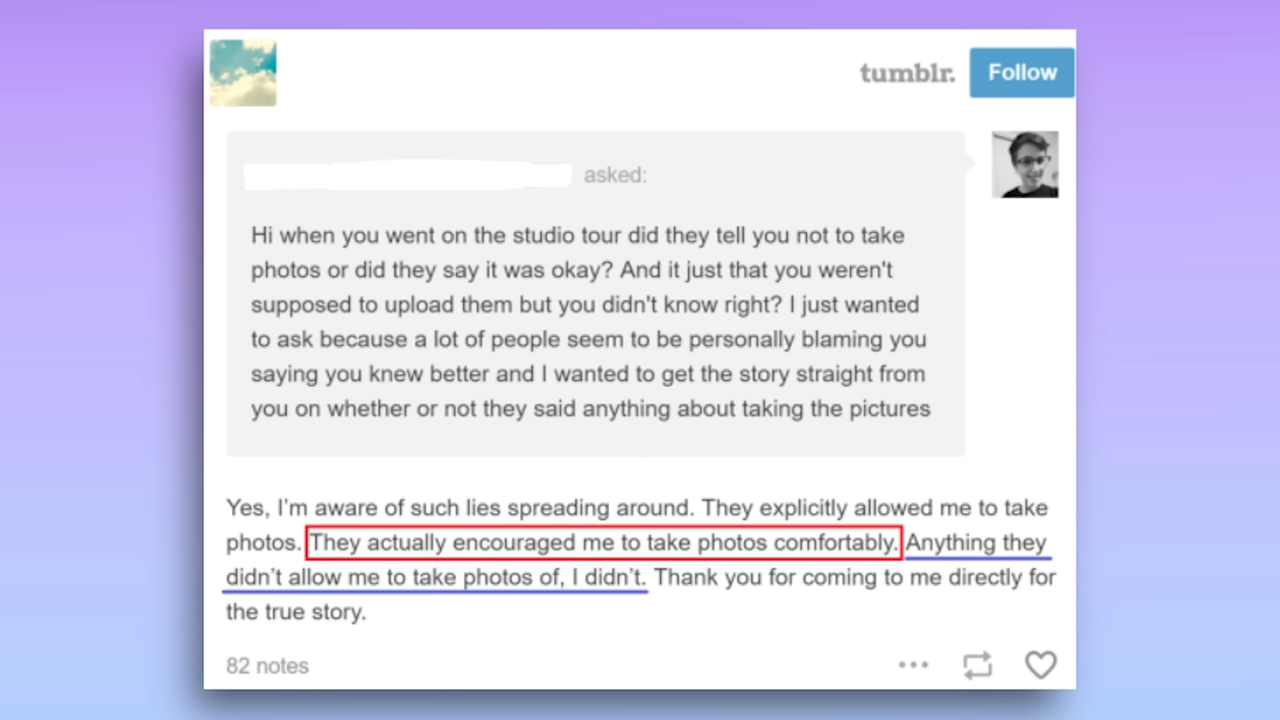 tumblr. Follow
asked:
Hi when you went on the studio tour did they tell you not to take
photos or did they say it was okay? And it just that you weren't
supposed to upload them but you didn't know right? I just wanted
to ask because a lot of people seem to be personally blaming you
saying you knew better and I wanted to get the story straight from
you on whether or not they said anything about taking the pictures
Yes, I’m aware of such lies spreading around. They explicitly allowed me to take
photos. They actually encouraged me to take photos comfortably. Anything they
didn’t allow me to take photos of, I didn’t. Thank you for coming to me directly for
the true story.
82 notes